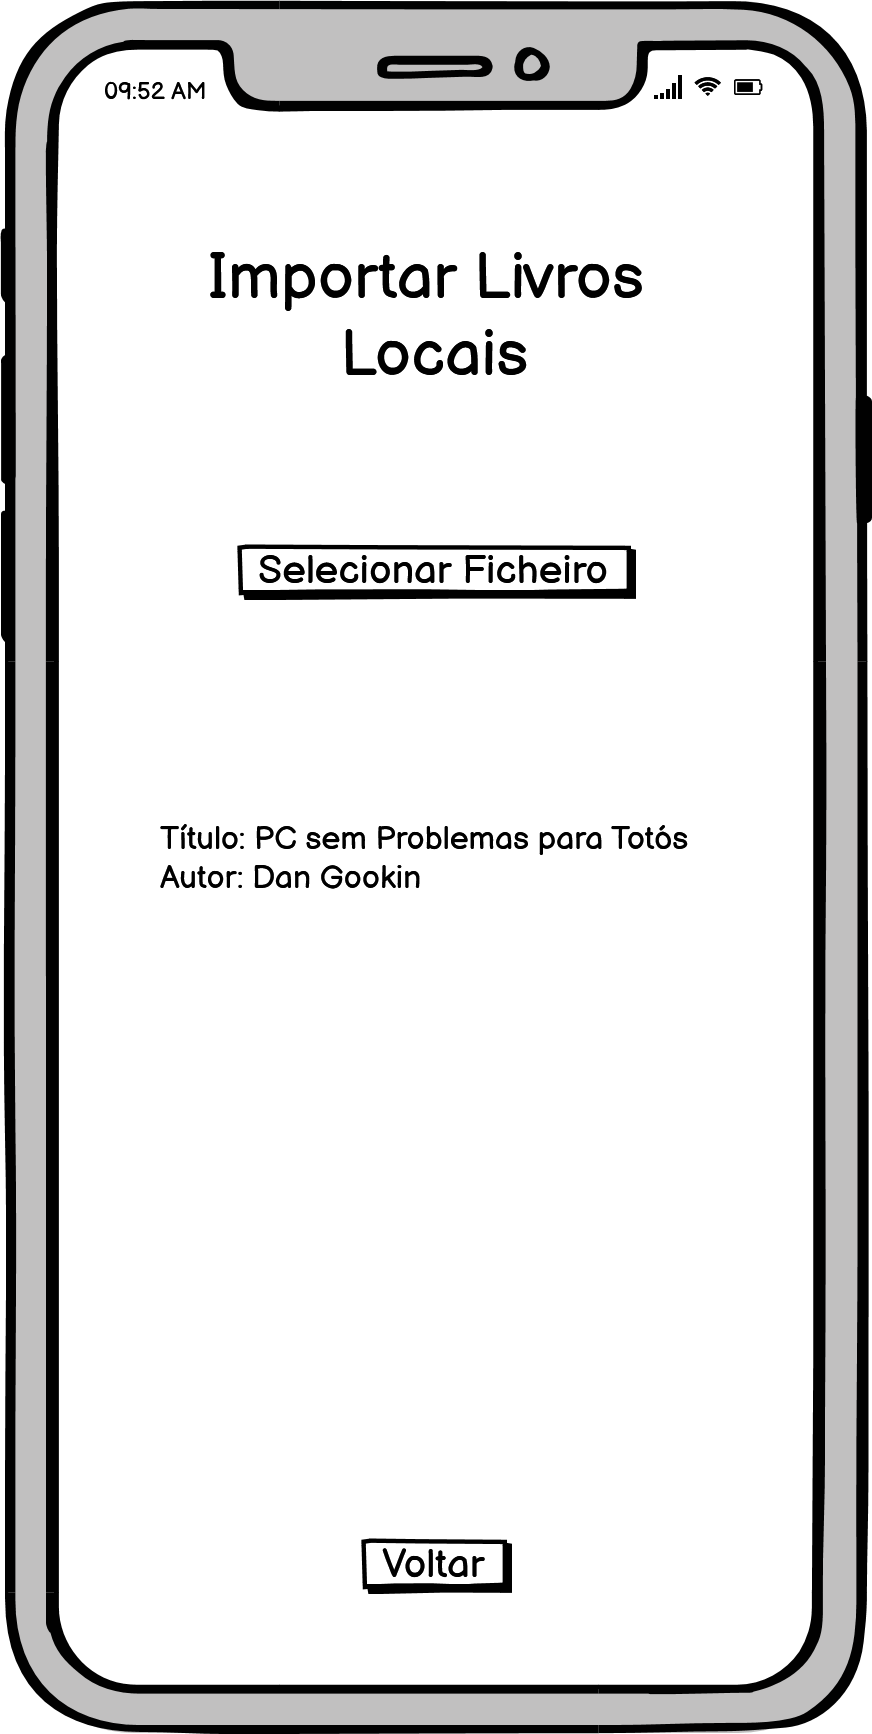 09:52 AM
Importar Livros
Locais
Selecionar Ficheiro
Título: PC sem Problemas para Totós
Autor: Dan Gookin
Voltar